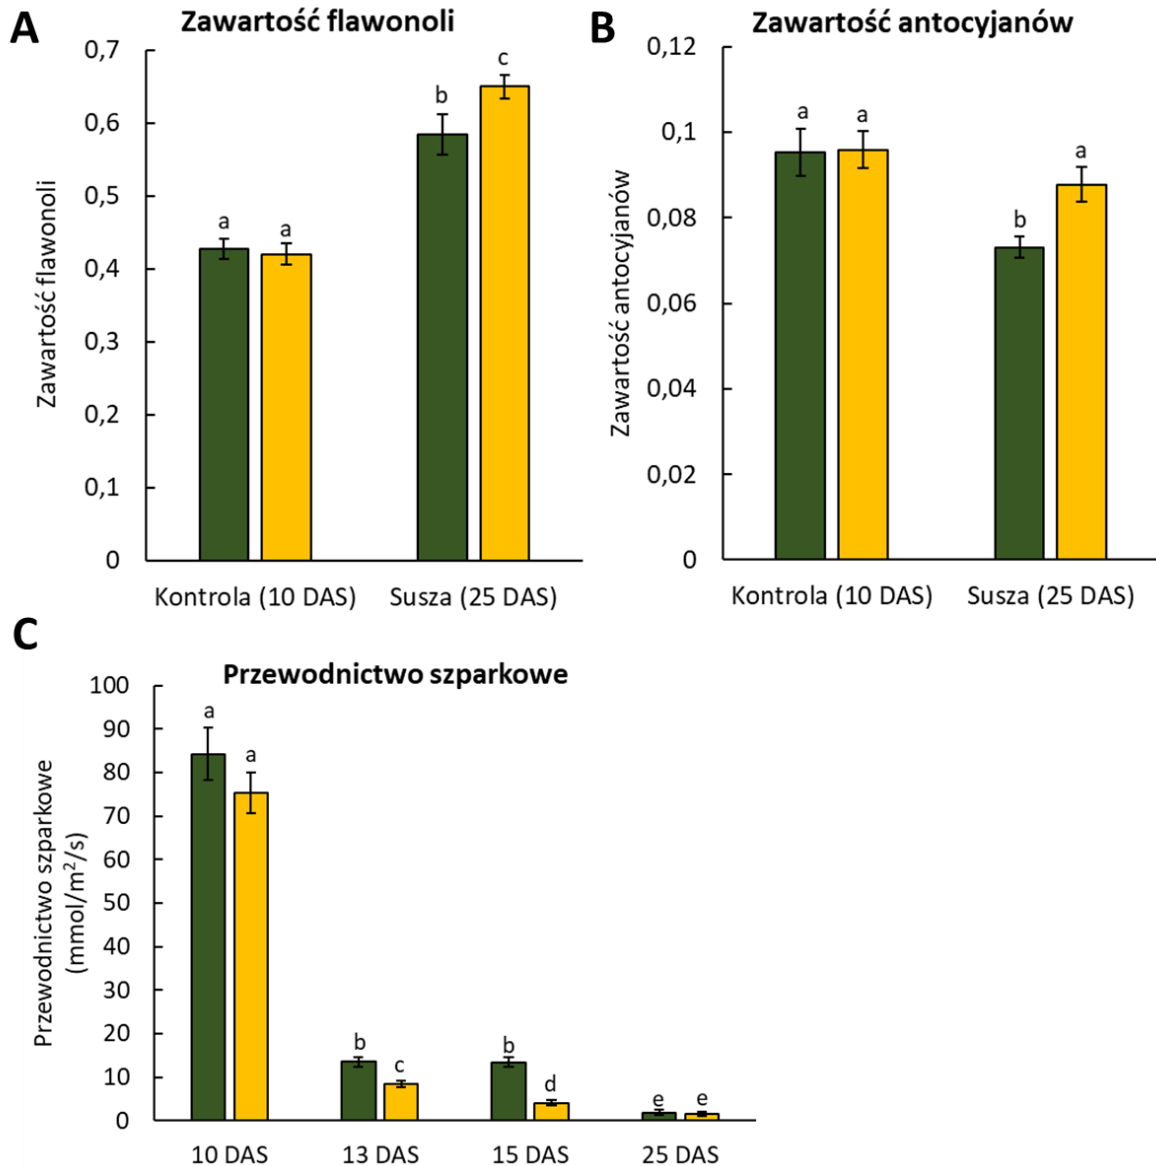 A
Zawartość flawonoli
Zawartość flawonoli
0,7
0,6
0,5
0,4
0,3
0,2
0,1
0
a
a
b
c
Kontrola (10 DAS)
Susza (25 DAS)
B
Zawartość antocyjanów
Zawartość antocyjanów
0,12
0,1
0,08
0,06
0,04
0,02
0
a
a
b
a
Kontrola (10 DAS)
Susza (25 DAS)
C
Przewodnictwo szparkowe
Przewodnictwo szparkowe
(mmol/m²/s)
100
90
80
70
60
50
40
30
20
10
0
a
a
b
c
b
d
e
e
10 DAS
13 DAS
15 DAS
25 DAS